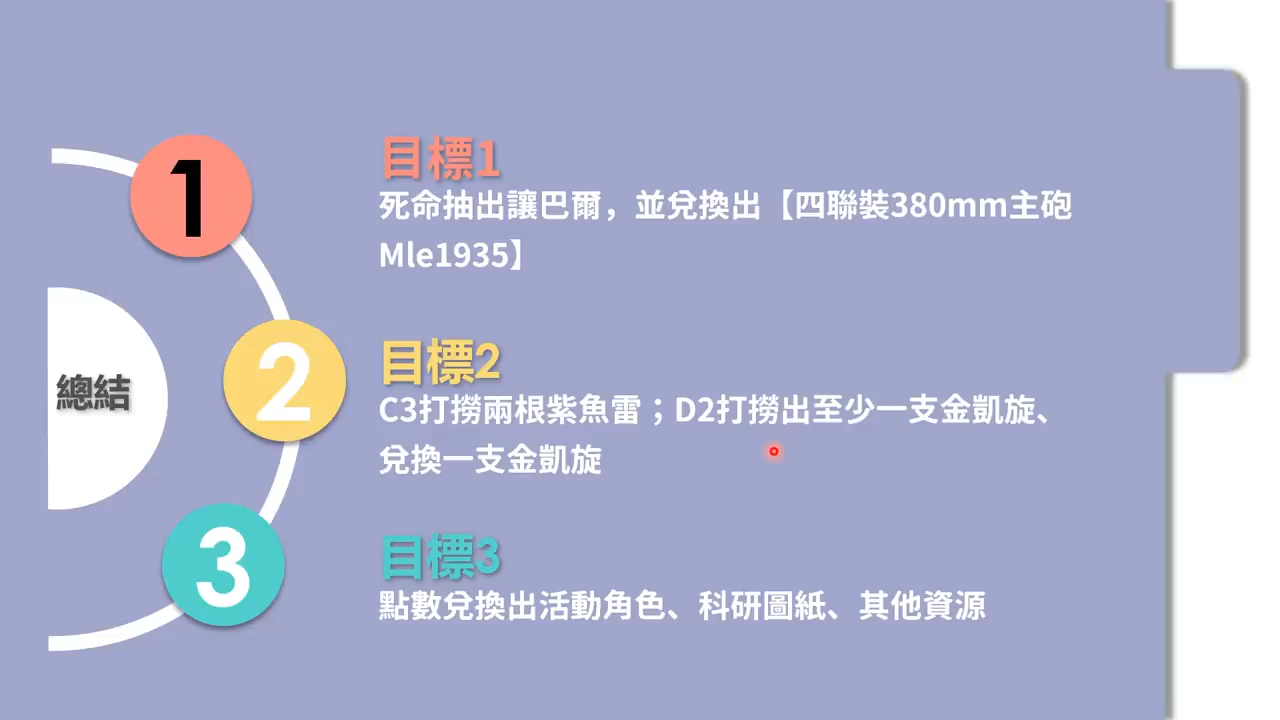 總結
1
目標1
死命抽出讓巴爾，並兌換出【四聯裝380mm主砲
Mle1935】
2
目標2
C3打撈兩根紫魚雷；D2打撈出至少一支金凱旋、
兌換一支金凱旋
3
目標3
點數兌換出活動角色、科研圖紙、其他資源